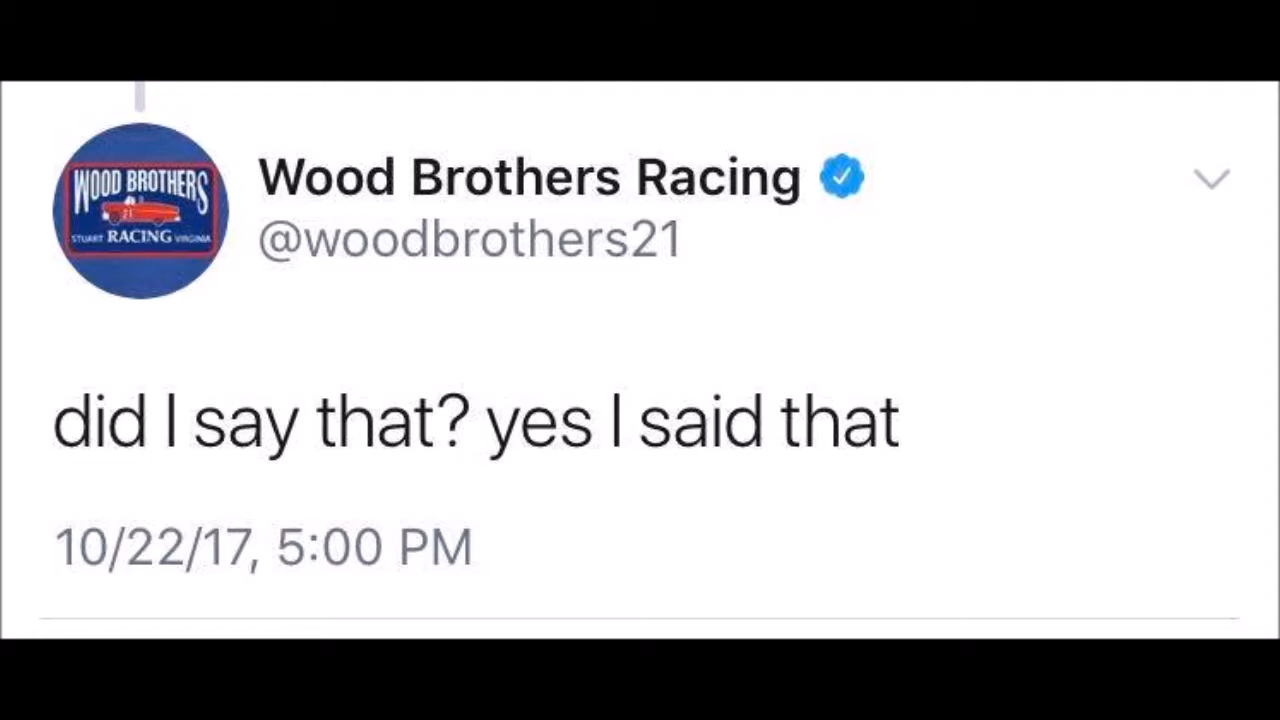 WOOD BROTHERS
21
STUART RACING VIRGINIA
Wood Brothers Racing
@woodbrothers21
did I say that? yes I said that
10/22/17, 5:00 PM